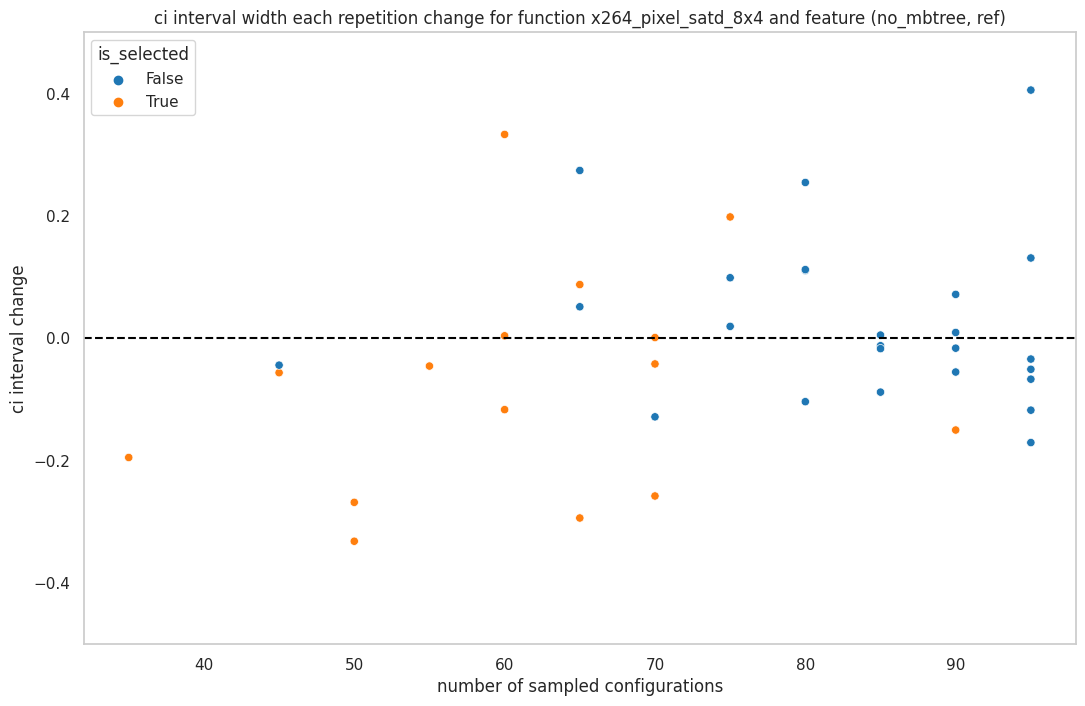 ci interval width each repetition change for function x264_pixel_satd_8x4 and feature (no_mbtree, ref)
is_selected
False
True
ci interval change
0.4
0.2
0.0
−0.2
−0.4
40 50 60 70 80 90
number of sampled configurations